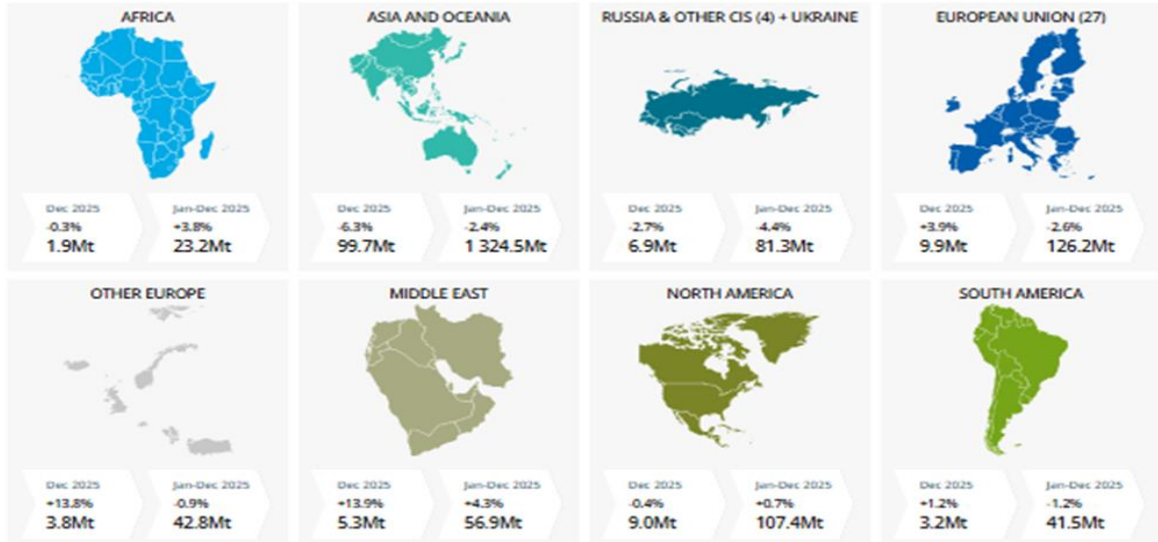 AFRICA
Dec 2025
-0.3%
1.9Mt
Jan-Dec 2025
+3.8%
23.2Mt
ASIA AND OCEANIA
Dec 2025
-6.3%
99.7Mt
Jan-Dec 2025
-2.4%
1 324.5Mt
RUSSIA & OTHER CIS (4) + UKRAINE
Dec 2025
-2.7%
6.9Mt
Jan-Dec 2025
-4.4%
81.3Mt
EUROPEAN UNION (27)
Dec 2025
+3.9%
9.9Mt
Jan-Dec 2025
-2.6%
126.2Mt
OTHER EUROPE
Dec 2025
+13.8%
3.8Mt
Jan-Dec 2025
-0.9%
42.8Mt
MIDDLE EAST
Dec 2025
+13.9%
5.3Mt
Jan-Dec 2025
+4.3%
56.9Mt
NORTH AMERICA
Dec 2025
-0.4%
9.0Mt
Jan-Dec 2025
+0.7%
107.4Mt
SOUTH AMERICA
Dec 2025
+1.2%
3.2Mt
Jan-Dec 2025
-1.2%
41.5Mt